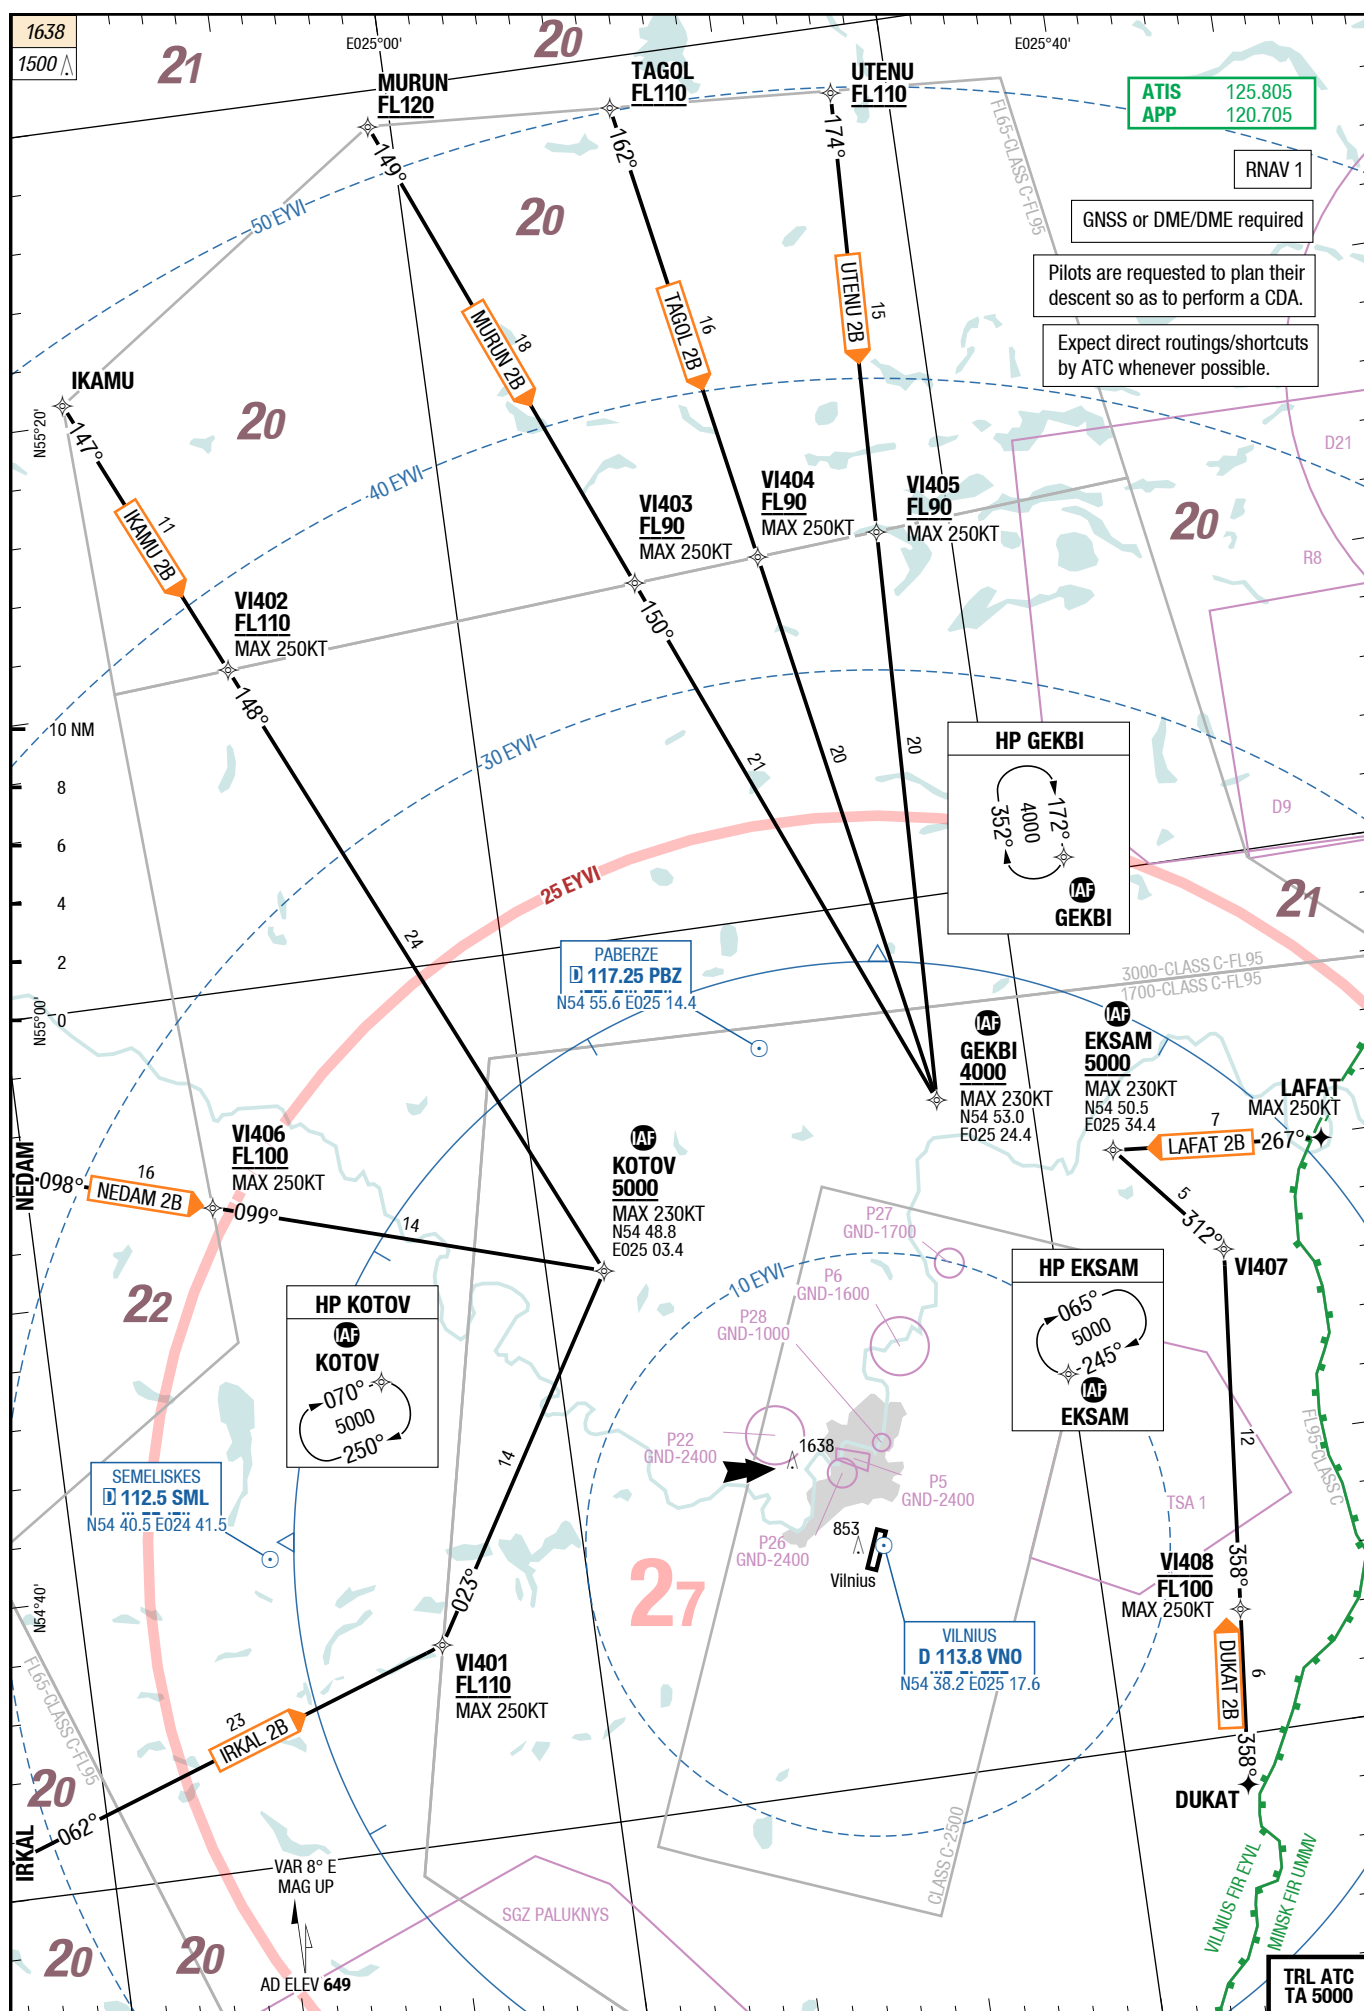 1638
1500
E025°00'
E025°40'
21
20
MURUN
FL120
TAGOL
FL110
UTENU
FL110
ATIS 125.805
APP 120.705
RNAV 1
GNSS or DME/DME required
Pilots are requested to plan their
descent so as to perform a CDA.
Expect direct routings/shortcuts
by ATC whenever possible.
FL65-CLASS C-FL95
149°
162°
174°
50 EYVI
20
MURUN 2B
18
TAGOL 2B
16
UTENU 2B
15
IKAMU
N55°20'
147°
20
40 EYVI
IKAMU 2B
11
D21
20
R8
D9
VI402
FL110
MAX 250KT
VI403
FL90
MAX 250KT
VI404
FL90
MAX 250KT
VI405
FL90
MAX 250KT
148°
150°
10 NM
8
6
4
2
0
30 EYVI
21
20
20
HP GEKBI
352°
4000
172°
IAF
GEKBI
25 EYVI
24
21
PABERZE
D 117.25 PBZ
N54 55.6 E025 14.4
3000-CLASS C-FL95
1700-CLASS C-FL95
N55°00'
IAF
GEKBI
4000
MAX 230KT
N54 53.0
E025 24.4
IAF
EKSAM
5000
MAX 230KT
N54 50.5
E025 34.4
LAFAT
MAX 250KT
7
LAFAT 2B
267°
NEDAM
098°
16
NEDAM 2B
VI406
FL100
MAX 250KT
099°
14
IAF
KOTOV
5000
MAX 230KT
N54 48.8
E025 03.4
5
312°
VI407
P27
GND-1700
P6
GND-1600
P28
GND-1000
10 EYVI
22
HP KOTOV
IAF
KOTOV
070°
5000
250°
HP EKSAM
065°
5000
245°
IAF
EKSAM
12
FL95-CLASS C
14
P22
GND-2400
1638
P5
GND-2400
TSA 1
SEMELISKES
D 112.5 SML
N54 40.5 E024 41.5
P26
GND-2400
853
Vilnius
27
N54°40'
023°
358°
VI408
FL100
MAX 250KT
VILNIUS
D 113.8 VNO
N54 38.2 E025 17.6
VI401
FL110
MAX 250KT
FL65-CLASS C-FL95
23
IRKAL 2B
DUKAT 2B
6
358°
DUKAT
20
IRKAL
062°
VAR 8° E
MAG UP
CLASS C-2500
SGZ PALUKNYS
VILNIUS FIR EYVL
MINSK FIR UMMV
20
20
AD ELEV 649
TRL ATC
TA 5000